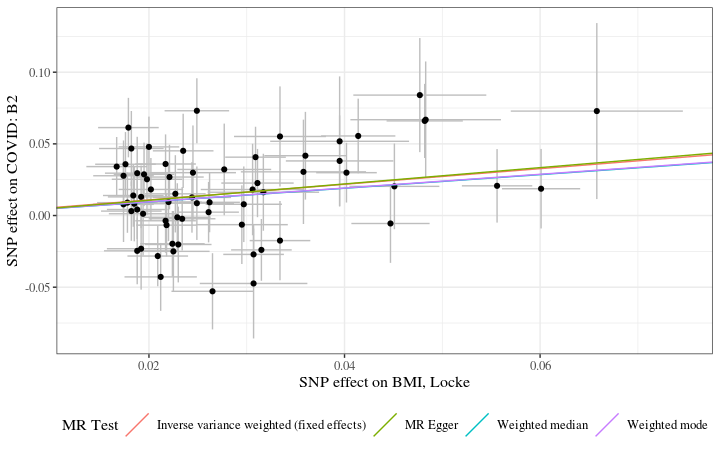 0.10
0.05
0.00
-0.05
SNP effect on COVID: B2
0.02 0.04 0.06
SNP effect on BMI, Locke
MR Test Inverse variance weighted (fixed effects) MR Egger Weighted median Weighted mode